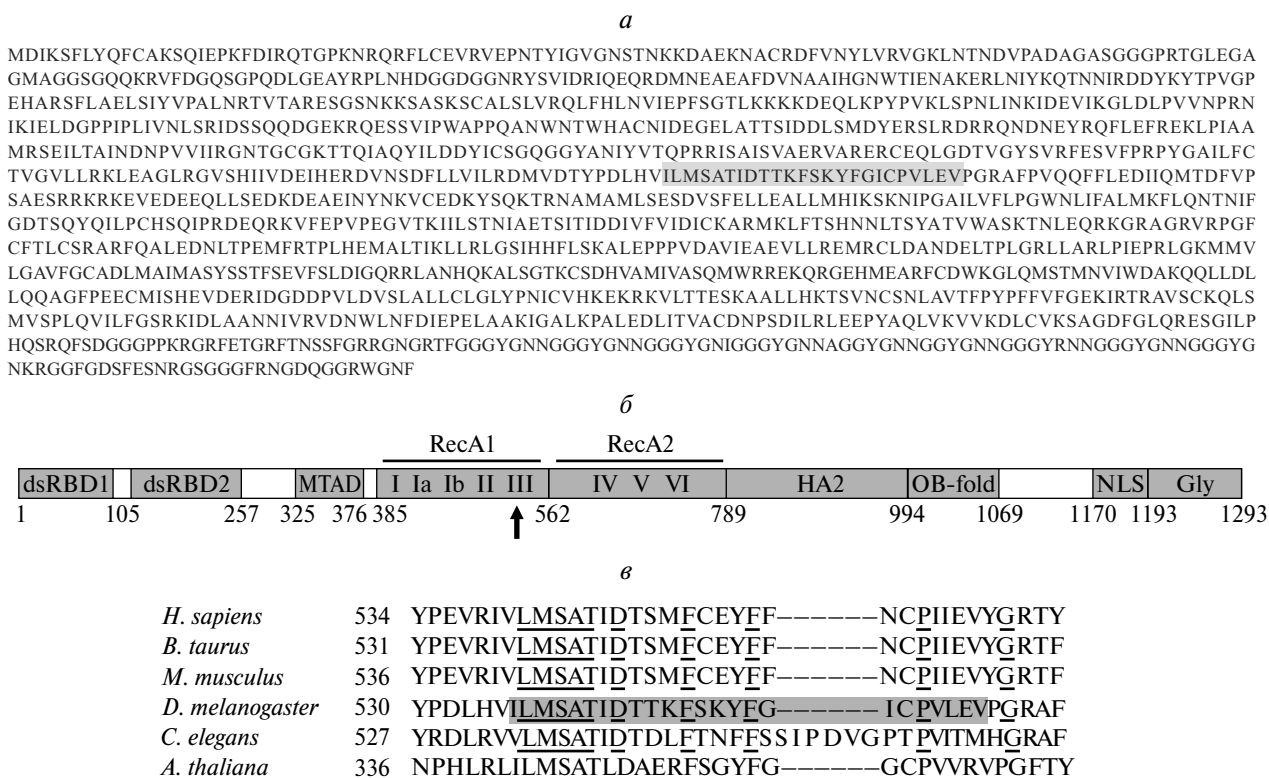 а
MDIKSFLYQFCAKSQIEPKFDIRQTGPKNRQRFLCEVRVEPNTYIGVGNSTNKKDAEKNACRDFVNYLVRVGKLNTNDVPADAGASGGGPRTGLEGA
GMAGGSGQQKRVFDGQSGPQDLGEAYRPLNHDGGDGGNRYSVIDRIQEQRDMNEAEAFDVNAAIHGNWTIENAKERLNIYKQTNNIRDDYKYTPVGP
EHARSFLAELSIYVPALNRTVTARESGSNKKSASKSCALSLVRQLFHLNVIEPFSGTLKKKKDEQLKPYPVKLSPNLINKIDEVIKGLDLPVVNPRN
IKIELDGPPIPLIVNLSRIDSSQQDGEKRQESSVIPWAPPQANWNTWHACNIDEGELATTSIDDLSMDYERSLRDRRQNDNEYRQFLEFREKLPIAA
MRSEILTAINDNPVVIIRGNTGCGKTTQIAQYILDDYICSGQGGYANIYVTQPRRISAISVAERVARERCEQLGDTVGYSVRFESVFPRPYGAILFC
TVGVLLRKLEAGLRGVSHIIVDEIHERDVNSDFLLVILRDMVDTYPDLHVILMSATIDTTKFSKYFGICPVLEVPGRAFPVQQFFLEDIIQMTDFVP
SAESRRKRKEVEDEEQLLSEDKDEAEINYNKVCEDKYSQKTRNAMAMLSESDVSFELLEALLMHIKSKNIPGAILVFLPGWNLIFALMKFLQNTNIF
GDTSQYQILPCHSQIPRDEQRKVFEPVPEGVTKIILSTNIAETSITIDDIVFVIDICKARMKLFTSHNNLTSYATVWASKTNLEQRKGRAGRVRPGF
CFTLCSRARFQALEDNLTPEMFRTPLHEMALTIKLLRLGSIHHFLSKALEPPPVDAVIEAEVLLREMRCLDANDELTPLGRLLARLPIEPRLGKMMV
LGAVFGCADLMAIMASYSSTFSEVFSLDIGQRRLANHQKALSGTKCSDHVAMIVASQMWRREKQRGEHMEARFCDWKGLQMSTMNVIWDAKQQLLDL
LQQAGFPEECMISHEVDERIDGDDPVLDVSLALLCLGLYPNICVHKEKRKVLTTESKAALLHKTSVNCSNLAVTFPYPFFVFGEKIRTRAVSCKQLS
MVSPLQVILFGSRKIDLAANNIVRVDNWLNFDIEPELAAKIGALKPALEDLITVACDNPSDILRLEEPYAQLVKVVKDLCVKSAGDFGLQRESGILP
HQSRQFSDGGGPPKRGRFETGRFTNSSFGRRGNGRTFGGGYGNNGGGYGNNGGGYGNIGGGYGNNAGGYGNNGGYGNNGGGYRNNGGGYGNNGGGYG
NKRGGFGDSFESNRGSGGGFRNGDQGGRWGNF
б
RecA1 RecA2
dsRBD1 dsRBD2 MTAD I Ia Ib II III IV V VI HA2 OB-fold NLS Gly
1 105 257 325 376 385 562 789 994 1069 1170 1193 1293
в
H. sapiens 534 YPEVRIVLMSATIDTSMFCEYFF––––––NCPIIEVYGRTY
B. taurus 531 YPEVRIVLMSATIDTSMFCEYFF––––––NCPIIEVYGRTF
M. musculus 536 YPEVRIVLMSATIDTSMFCEYFF––––––NCPIIEVYGRTF
D. melanogaster 530 YPDLHVILMSATIDTTKFSKYFG––––––ICPVLEVPGRAF
C. elegans 527 YRDLRVVLMSATIDTDLFTNFFSSIPDVGPTPVITMHGRAF
A. thaliana 336 NPHLRLILMSATLDAERFSGYFG––––––GCPVVRVPGFTY